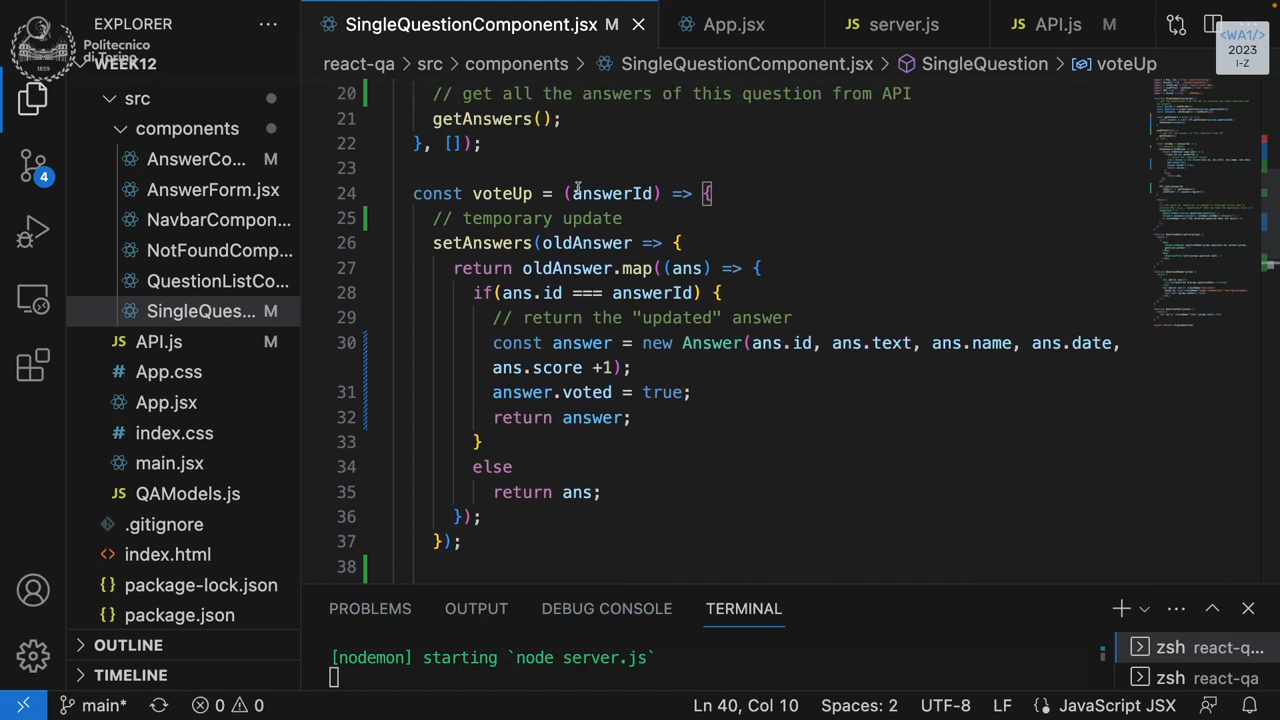 EXPLORER
SingleQuestionComponent.jsx M
App.jsx
JS server.js
JS API.js M
<WA1/>
2023
I-Z
Politecnico
di Torino
1859
WEEK12
react-qa > src > components > SingleQuestionComponent.jsx > SingleQuestion > voteUp
src
components
AnswerCo... M
AnswerForm.jsx
NavbarCompon...
NotFoundComp...
QuestionListCo...
SingleQues... M
JS API.js M
# App.css
App.jsx
# index.css
main.jsx
JS QAModels.js
.gitignore
<> index.html
{} package-lock.json
{} package.json
OUTLINE
TIMELINE
4
20 // get all the answers of this question from API
21 getAnswers();
22 }, []);
23
24 const voteUp = (answerId) => {
25 // temporary update
26 setAnswers(oldAnswer => {
27 return oldAnswer.map((ans) => {
28 if(ans.id === answerId) {
29 // return the "updated" answer
30 const answer = new Answer(ans.id, ans.text, ans.name, ans.date,
ans.score +1);
31 answer.voted = true;
32 return answer;
33 }
34 else
35 return ans;
36 });
37 });
38
PROBLEMS OUTPUT DEBUG CONSOLE TERMINAL
[nodemon] starting `node server.js`
zsh react-q...
zsh react-qa
main* 0 0 Ln 40, Col 10 Spaces: 2 UTF-8 LF {} JavaScript JSX